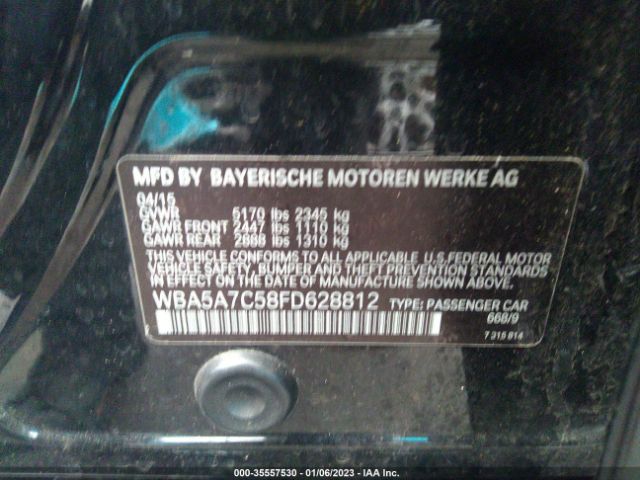 MFD BY BAYERISCHE MOTOREN WERKE AG
04/15
GVWR 5170 lbs 2345 kg
GAWR FRONT 2447 lbs 1110 kg
GAWR REAR 2888 lbs 1310 kg
THIS VEHICLE CONFORMS TO ALL APPLICABLE U.S.FEDERAL MOTOR
VEHICLE SAFETY, BUMPER, AND THEFT PREVENTION STANDARDS
IN EFFECT ON THE DATE OF MANUFACTURE SHOWN ABOVE.
WBA5A7C58FD628812 TYPE: PASSENGER CAR
668/9
7 315 814
000-35557530 - 01/06/2023 - IAA Inc.